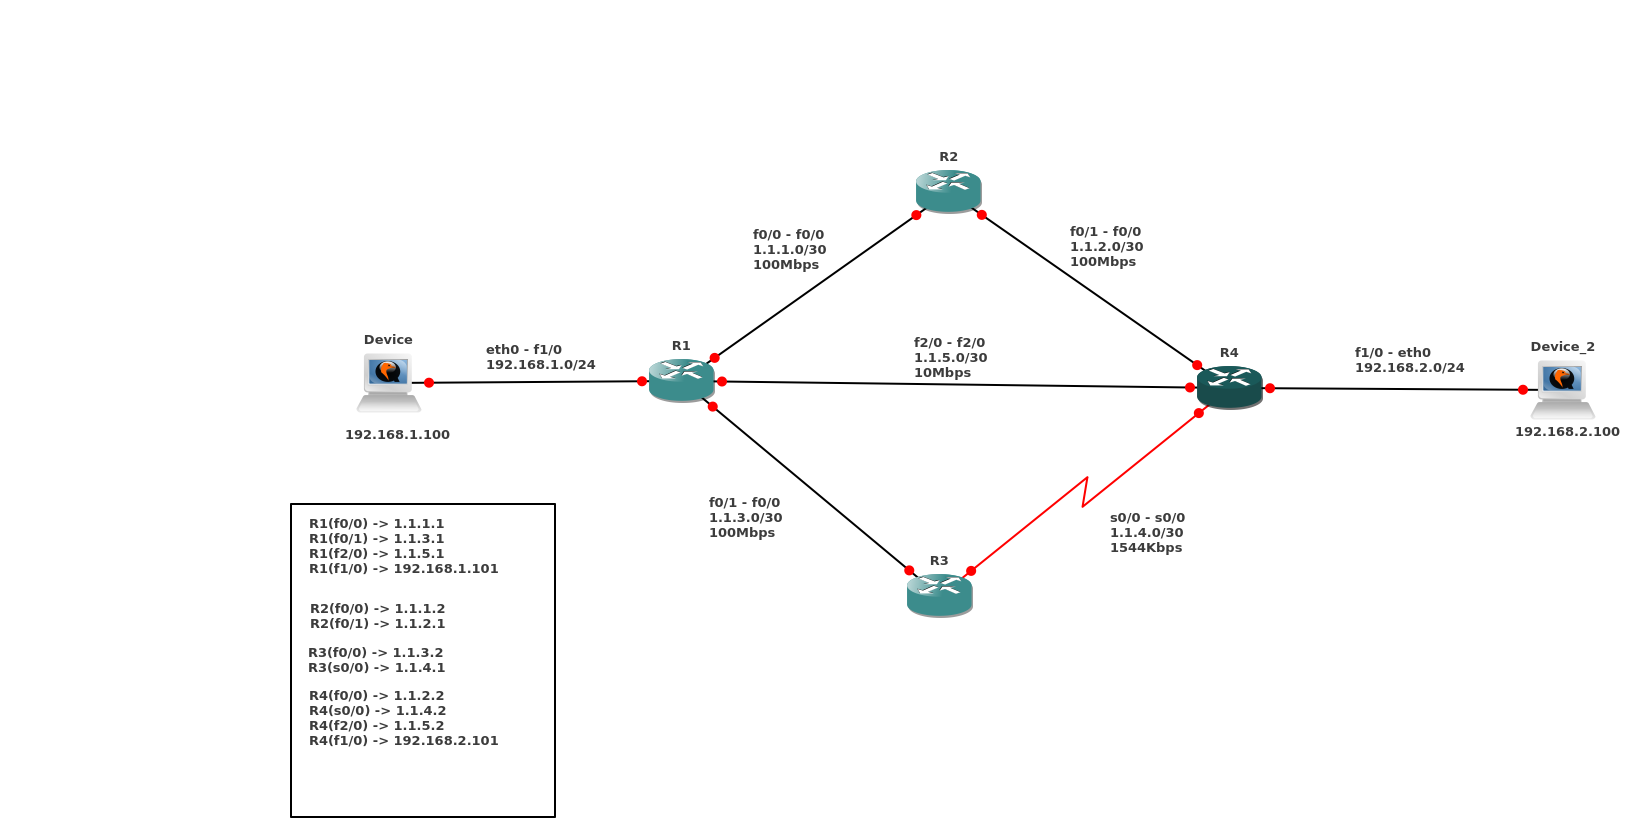 R2
f0/0 - f0/0
1.1.1.0/30
100Mbps
f0/1 - f0/0
1.1.2.0/30
100Mbps
Device
eth0 - f1/0
192.168.1.0/24
R1
f2/0 - f2/0
1.1.5.0/30
10Mbps
R4
f1/0 - eth0
192.168.2.0/24
Device_2
192.168.1.100
192.168.2.100
f0/1 - f0/0
1.1.3.0/30
100Mbps
s0/0 - s0/0
1.1.4.0/30
1544Kbps
R3
R1(f0/0) -> 1.1.1.1
R1(f0/1) -> 1.1.3.1
R1(f2/0) -> 1.1.5.1
R1(f1/0) -> 192.168.1.101
R2(f0/0) -> 1.1.1.2
R2(f0/1) -> 1.1.2.1
R3(f0/0) -> 1.1.3.2
R3(s0/0) -> 1.1.4.1
R4(f0/0) -> 1.1.2.2
R4(s0/0) -> 1.1.4.2
R4(f2/0) -> 1.1.5.2
R4(f1/0) -> 192.168.2.101